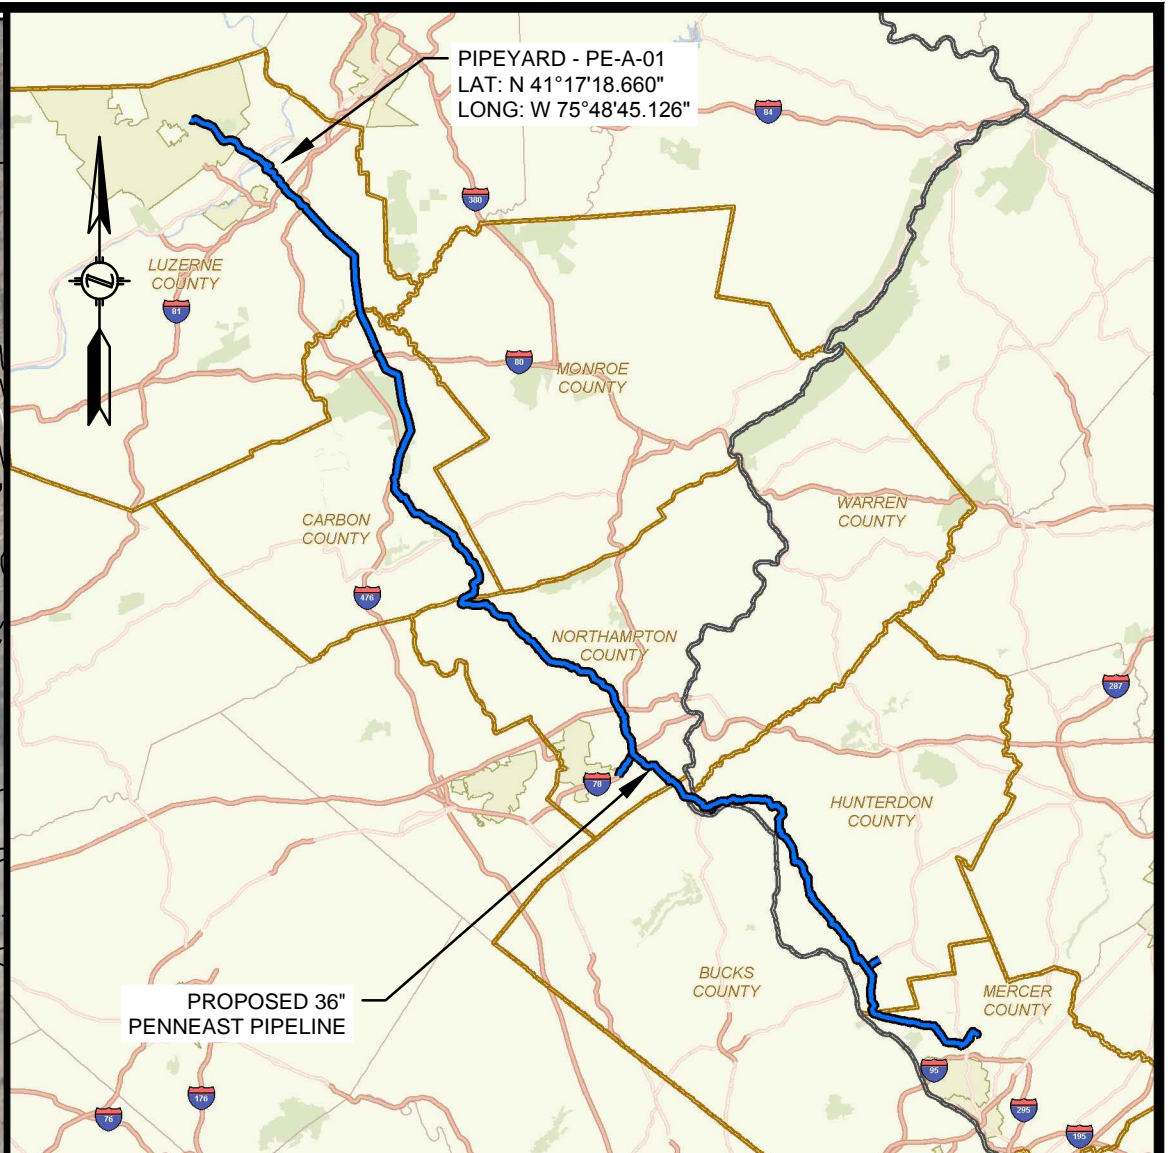 PIPEYARD - PE-A-01
LAT: N 41°17'18.660"
LONG: W 75°48'45.126"
84
380
LUZERNE
COUNTY
81
80
MONROE
COUNTY
CARBON
COUNTY
WARREN
COUNTY
476
NORTHAMPTON
COUNTY
287
78
HUNTERDON
COUNTY
BUCKS
COUNTY
MERCER
COUNTY
PROPOSED 36"
PENNEAST PIPELINE
95
176
76
295
195
N